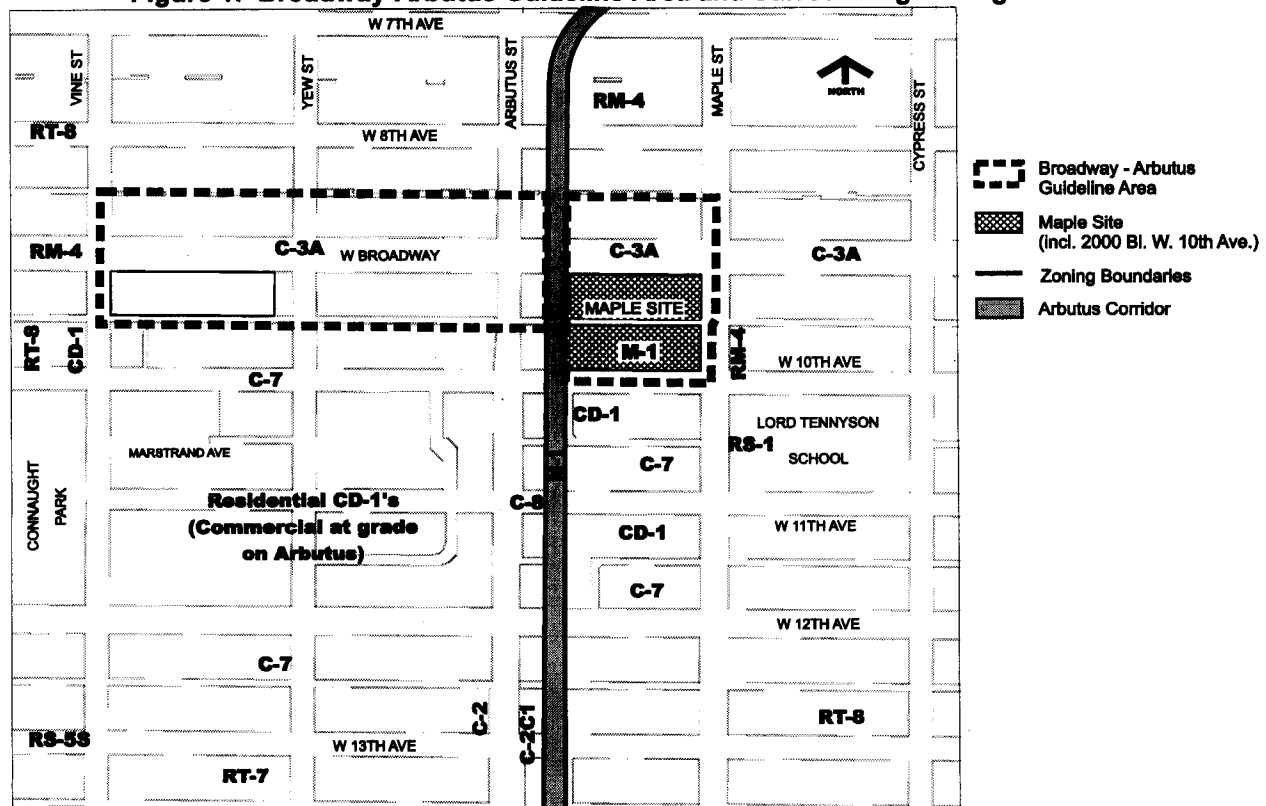 Broadway Arbutus Guideline Area and
W 7TH AVE
VINE ST
YEW ST
ARBUTUS ST
MAPLE ST
CYPRESS ST
NORTH
RM-4
RT-8
W 8TH AVE
Broadway - Arbutus
Guideline Area
Maple Site
(incl. 2000 Bl. W. 10th Ave.)
Zoning Boundaries
Arbutus Corridor
RM-4
C-3A
W BROADWAY
C-3A
C-3A
MAPLE SITE
RT-8
CD-1
M-1
RM-4
W 10TH AVE
C-7
CD-1
LORD TENNYSON
SCHOOL
RS-1
MARSTRAND AVE
C-7
CONNAUGHT
PARK
Residential CD-1's
(Commercial at grade
on Arbutus)
C-8
CD-1
W 11TH AVE
C-7
W 12TH AVE
C-7
C-2
C-2C1
RT-8
RS-5S
W 13TH AVE
RT-7